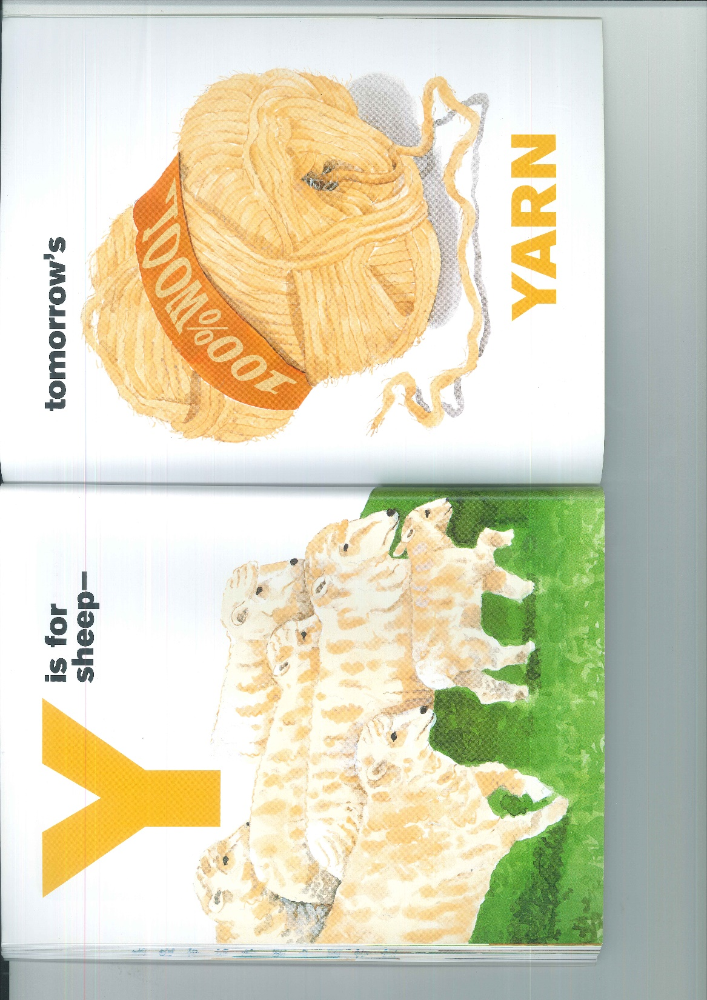 Y
is for
sheep–
tomorrow's
100%WOOL
YARN